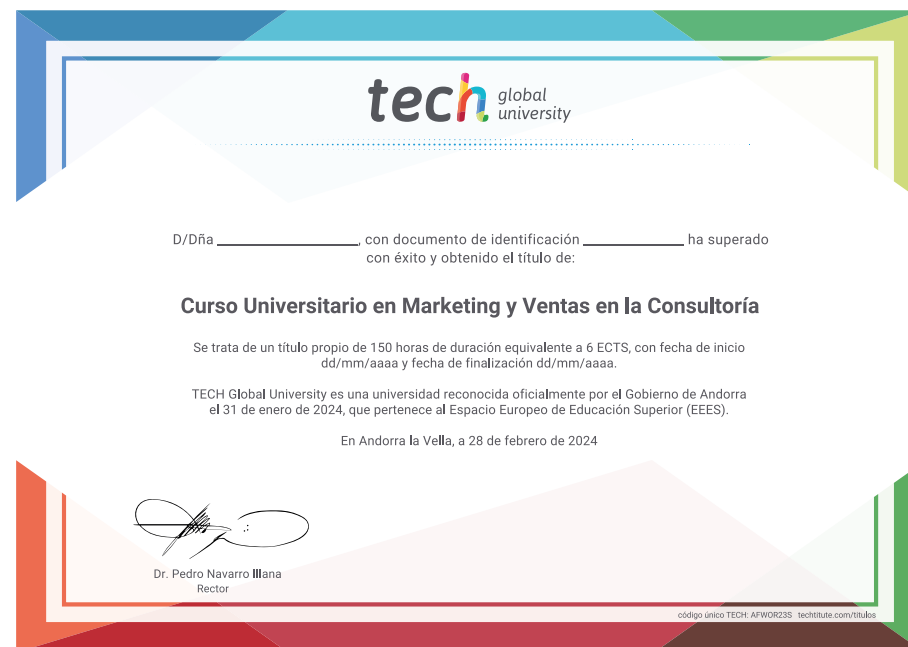 tech global university
D/Dña ____________________, con documento de identificación ______________ ha superado
con éxito y obtenido el título de:
Curso Universitario en Marketing y Ventas en la Consultoría
Se trata de un título propio de 150 horas de duración equivalente a 6 ECTS, con fecha de inicio
dd/mm/aaaa y fecha de finalización dd/mm/aaaa.
TECH Global University es una universidad reconocida oficialmente por el Gobierno de Andorra
el 31 de enero de 2024, que pertenece al Espacio Europeo de Educación Superior (EEES).
En Andorra la Vella, a 28 de febrero de 2024
Dr. Pedro Navarro Illana
Rector
código único TECH: AFWOR23S techtitute.com/titulos